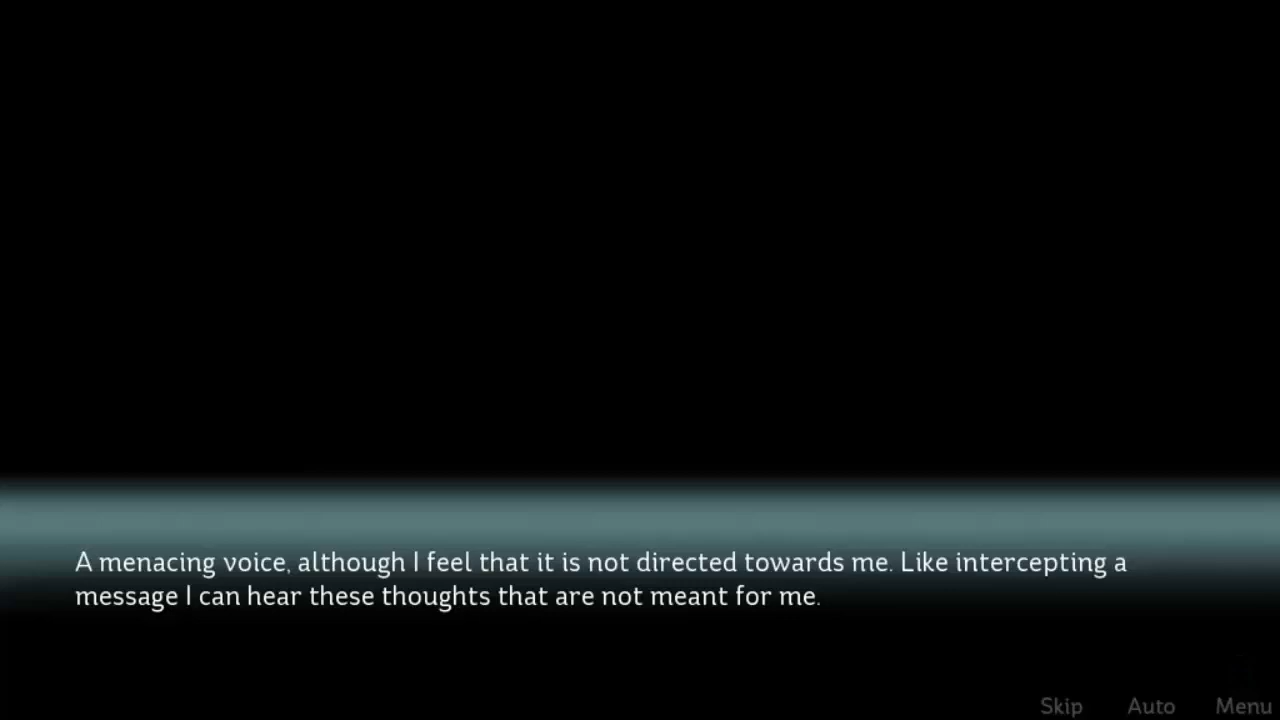 A menacing voice, although I feel that it is not directed towards me. Like intercepting a
message I can hear these thoughts that are not meant for me.
Skip Auto Menu